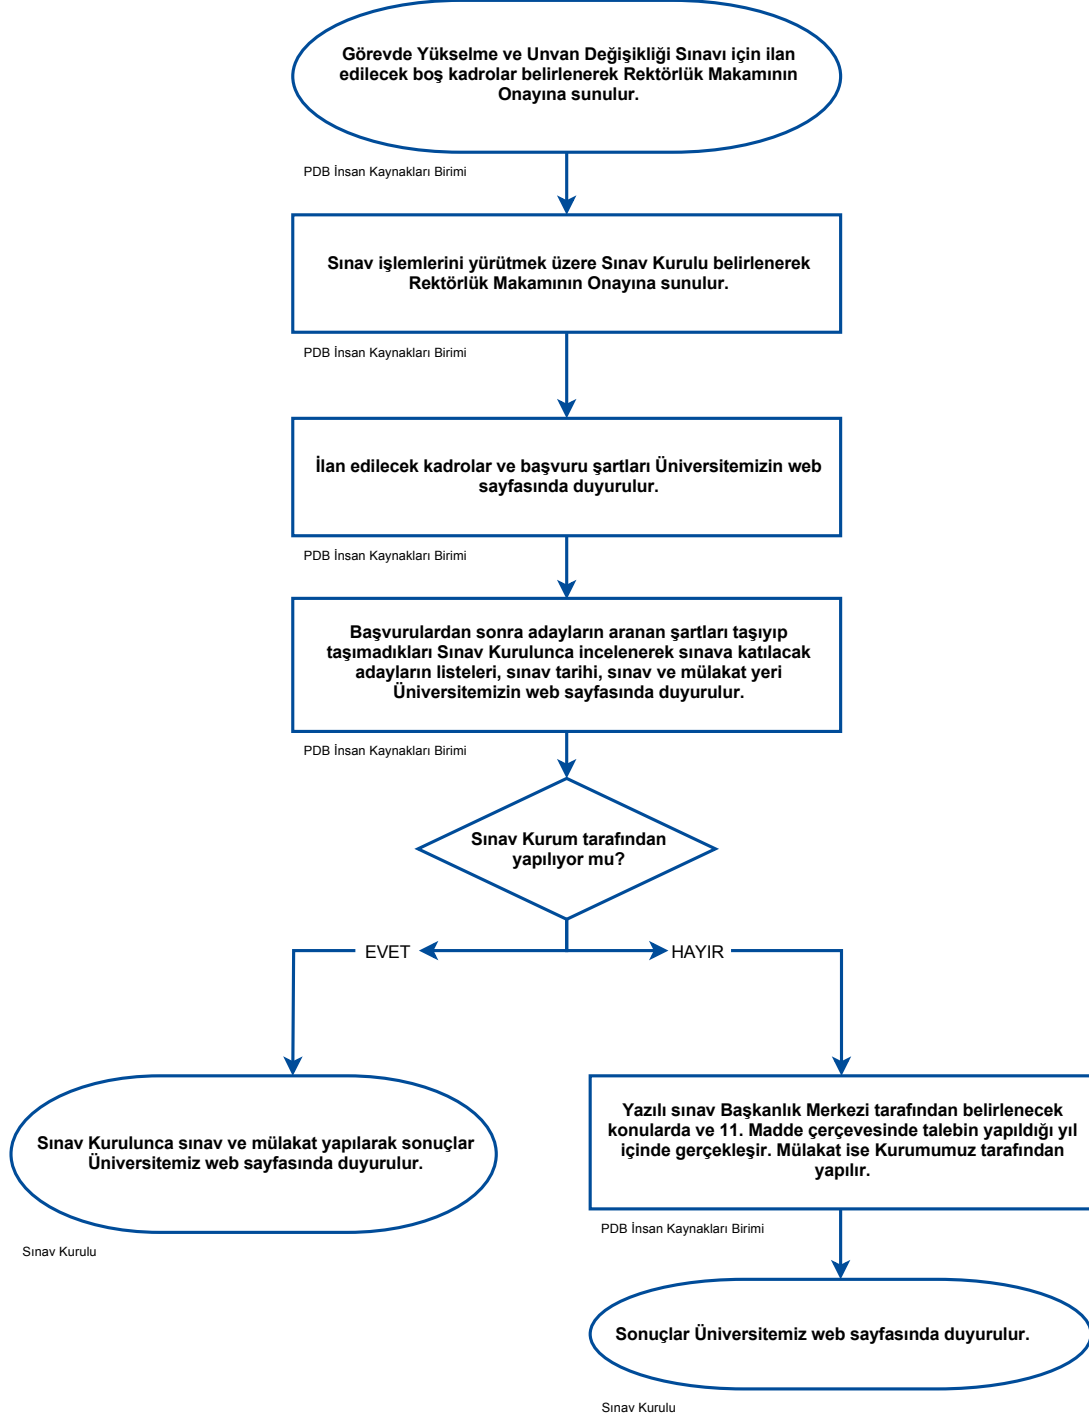 Görevde Yükselme ve Unvan Değişikliği Sınavı için ilan
edilecek boş kadrolar belirlenerek Rektörlük Makamının
Onayına sunulur.
PDB İnsan Kaynakları Birimi
Sınav işlemlerini yürütmek üzere Sınav Kurulu belirlenerek
Rektörlük Makamının Onayına sunulur.
PDB İnsan Kaynakları Birimi
İlan edilecek kadrolar ve başvuru şartları Üniversitemizin web
sayfasında duyurulur.
PDB İnsan Kaynakları Birimi
Başvurulardan sonra adayların aranan şartları taşıyıp
taşımadıkları Sınav Kurulunca incelenerek sınava katılacak
adayların listeleri, sınav tarihi, sınav ve mülakat yeri
Üniversitemizin web sayfasında duyurulur.
PDB İnsan Kaynakları Birimi
Sınav Kurum tarafından
yapılıyor mu?
EVET
HAYIR
Sınav Kurulunca sınav ve mülakat yapılarak sonuçlar
Üniversitemiz web sayfasında duyurulur.
Sınav Kurulu
Yazılı sınav Başkanlık Merkezi tarafından belirlenecek
konularda ve 11. Madde çerçevesinde talebin yapıldığı yıl
içinde gerçekleşir. Mülakat ise Kurumumuz tarafından
yapılır.
PDB İnsan Kaynakları Birimi
Sonuçlar Üniversitemiz web sayfasında duyurulur.
Sınav Kurulu